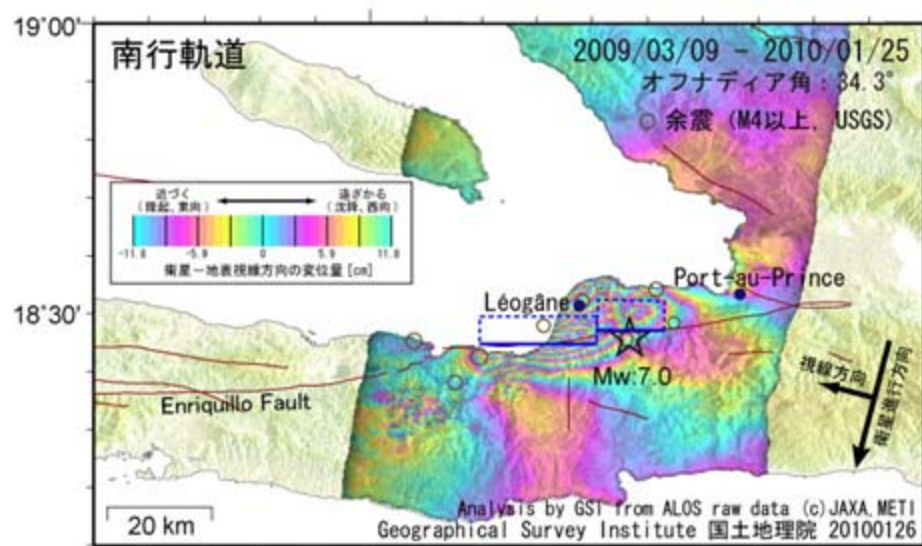 19°00'
南行軌道
2009/03/09 - 2010/01/25
オフナディア角：34.3°
余震（M4以上，USGS）
近づく
（隆起、東向）
遠ざかる
（沈降、西向）
-11.8 -5.9 0 5.9 11.8
衛星－地表視線方向の変位量 [cm]
Port-au-Prince
Léogâne
18°30'
Mw:7.0
視線方向
衛星進行方向
Enriquillo Fault
20 km
Analysis by GSI from ALOS raw data (c)JAXA,METI
Geographical Survey Institute 国土地理院 20100126